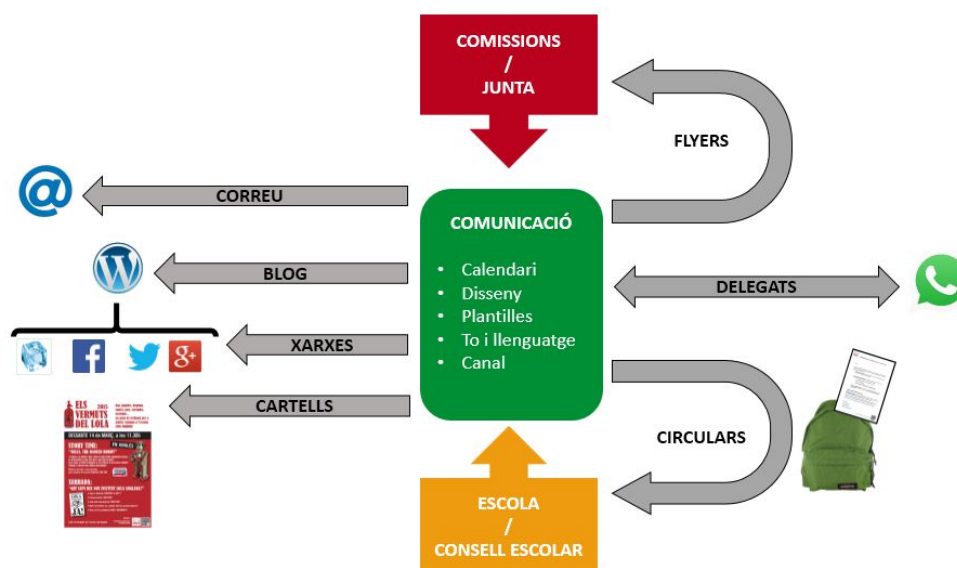 COMISSIONS
/
JUNTA
FLYERS
CORREU
COMUNICACIÓ
BLOG
• Calendari
• Disseny
• Plantilles
• To i llenguatge
• Canal
DELEGATS
XARXES
CARTELLS
ELS 2015
VERMUTS
DEL LOLA
CIRCULARS
ESCOLA
/
CONSELL ESCOLAR